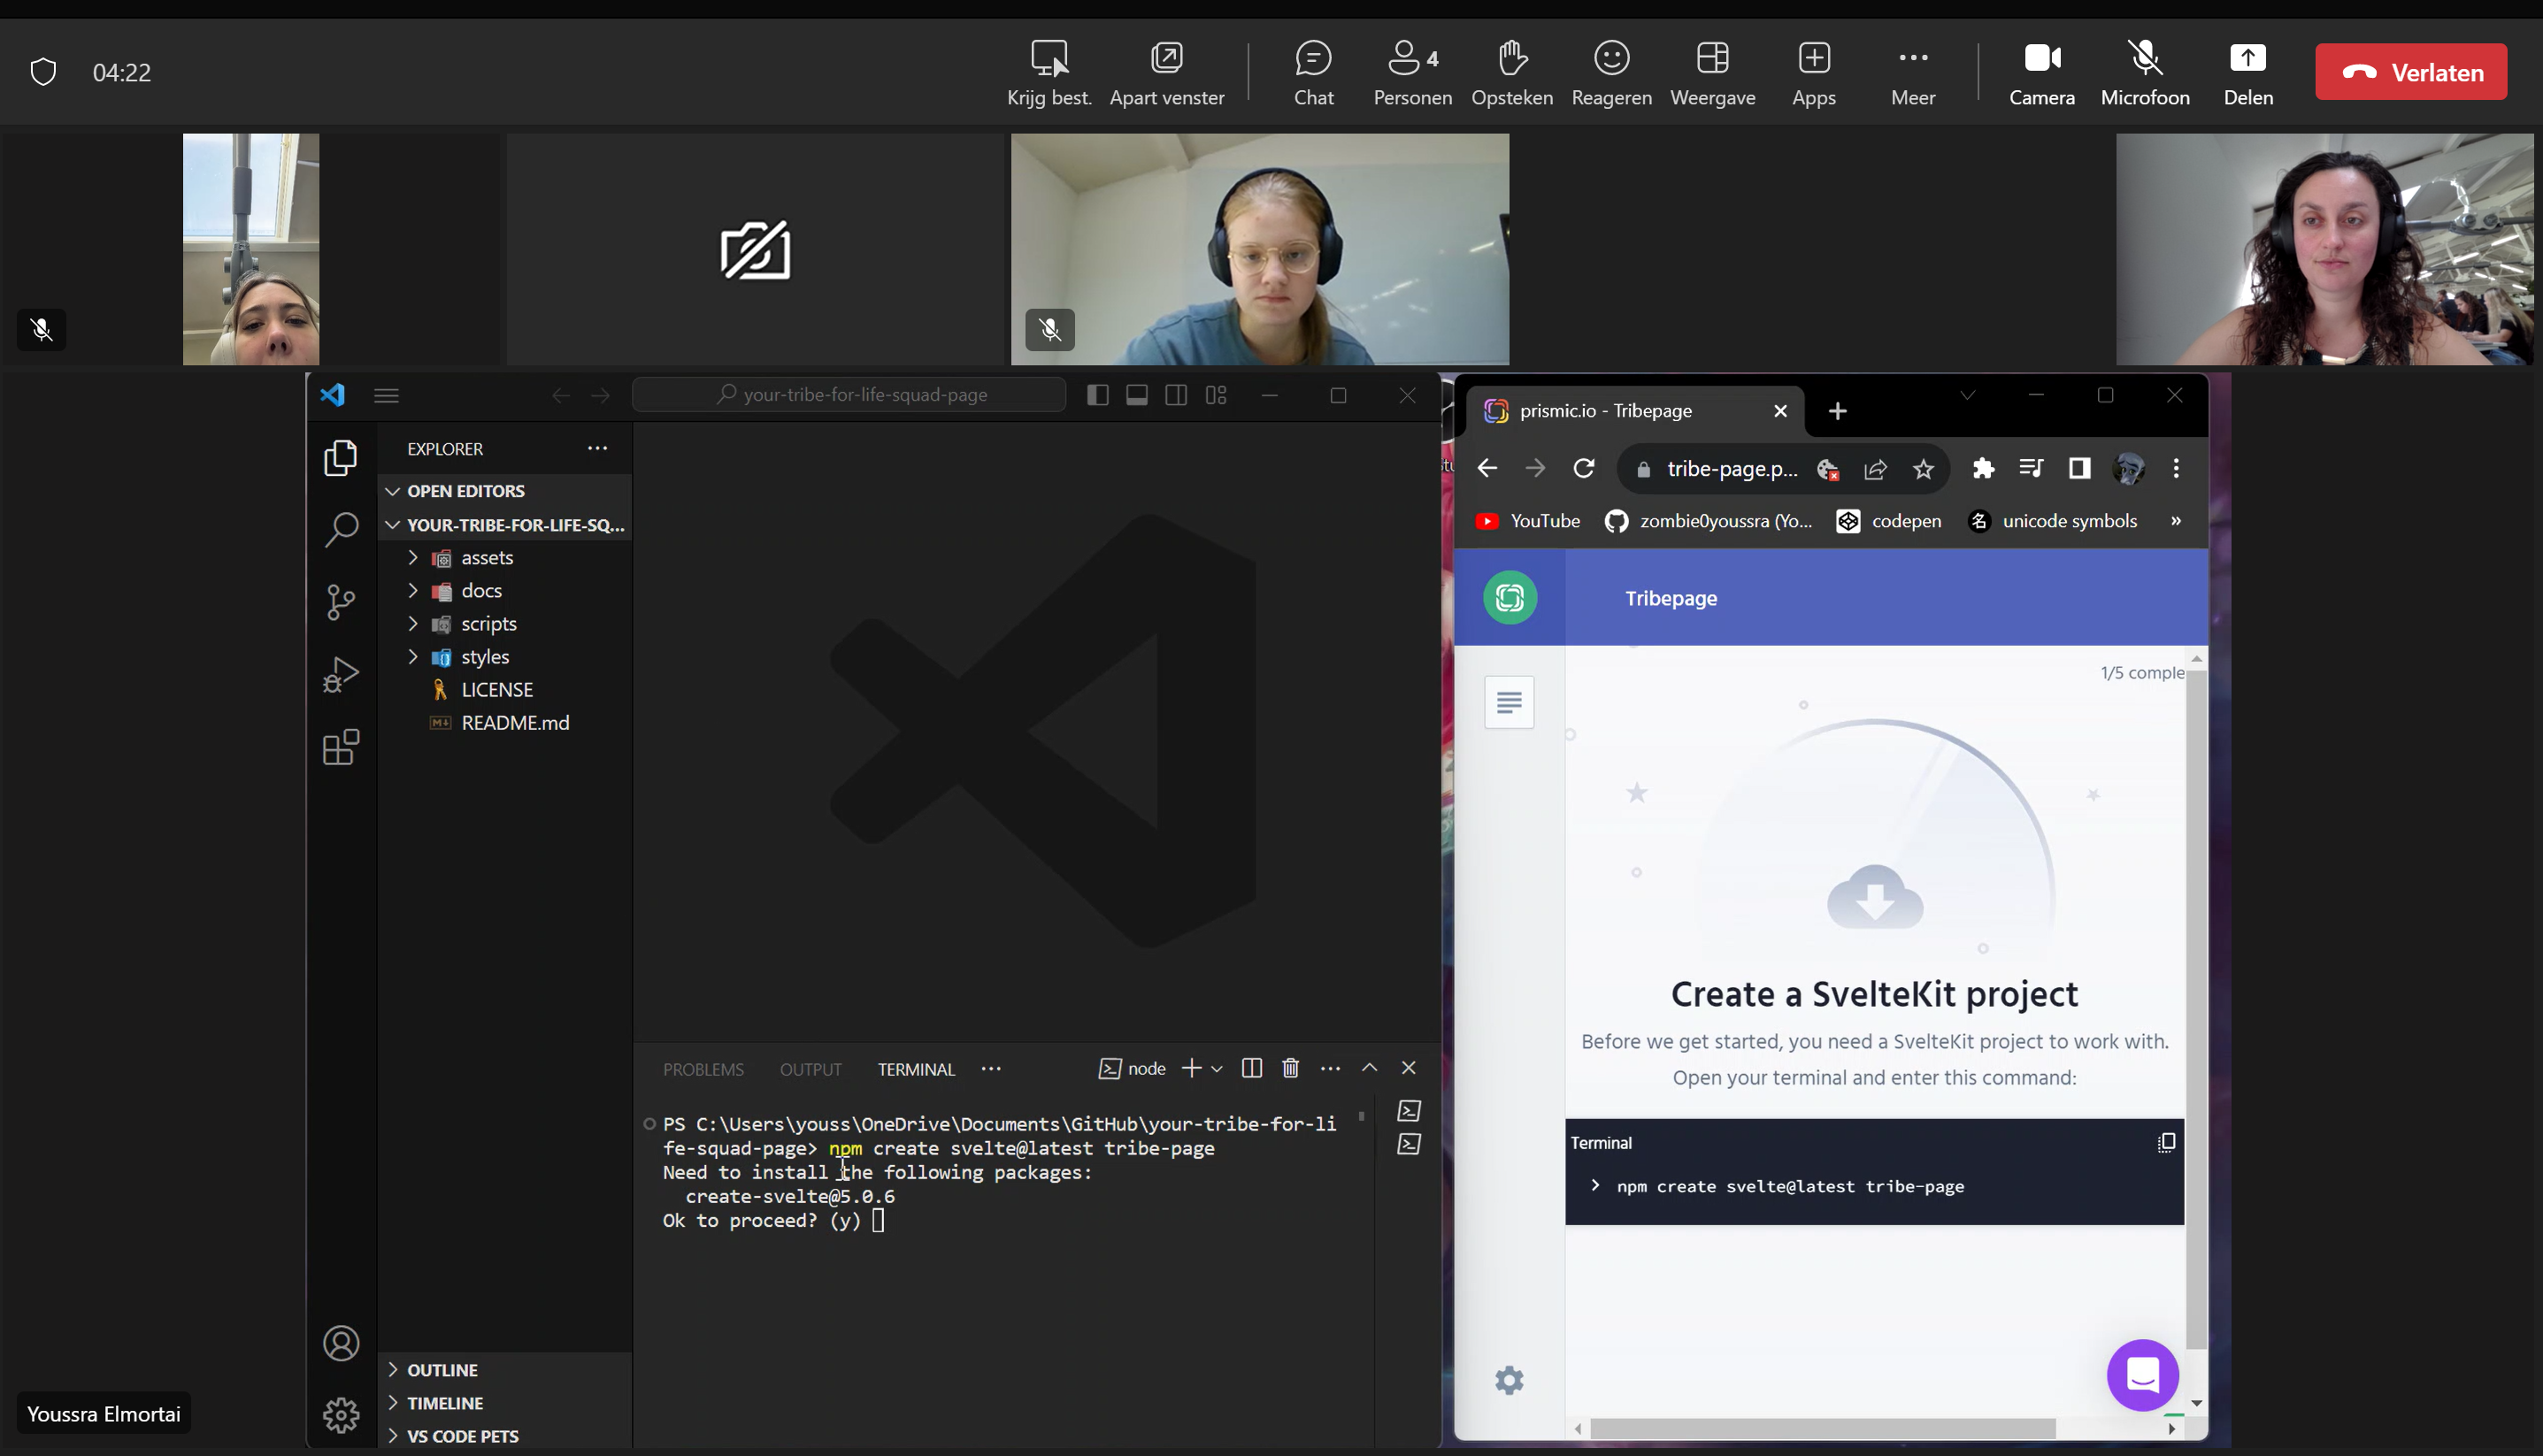 04:22
Krijg best.
Apart venster
Chat
Personen
4
Opsteken
Reageren
Weergave
Apps
Meer
Camera
Microfoon
Delen
Verlaten
your-tribe-for-life-squad-page
EXPLORER
OPEN EDITORS
YOUR-TRIBE-FOR-LIFE-SQ...
assets
docs
scripts
styles
LICENSE
README.md
OUTLINE
TIMELINE
VS CODE PETS
PROBLEMS
OUTPUT
TERMINAL
node
PS C:\Users\youss\OneDrive\Documents\GitHub\your-tribe-for-li
fe-squad-page> npm create svelte@latest tribe-page
Need to install the following packages:
create-svelte@5.0.6
Ok to proceed? (y)
prismic.io - Tribepage
tribe-page.p...
YouTube
zombie0youssra (Yo...
codepen
unicode symbols
»
Tribepage
1/5 comple
Create a SvelteKit project
Before we get started, you need a SvelteKit project to work with.
Open your terminal and enter this command:
Terminal
> npm create svelte@latest tribe-page
Youssra Elmortai